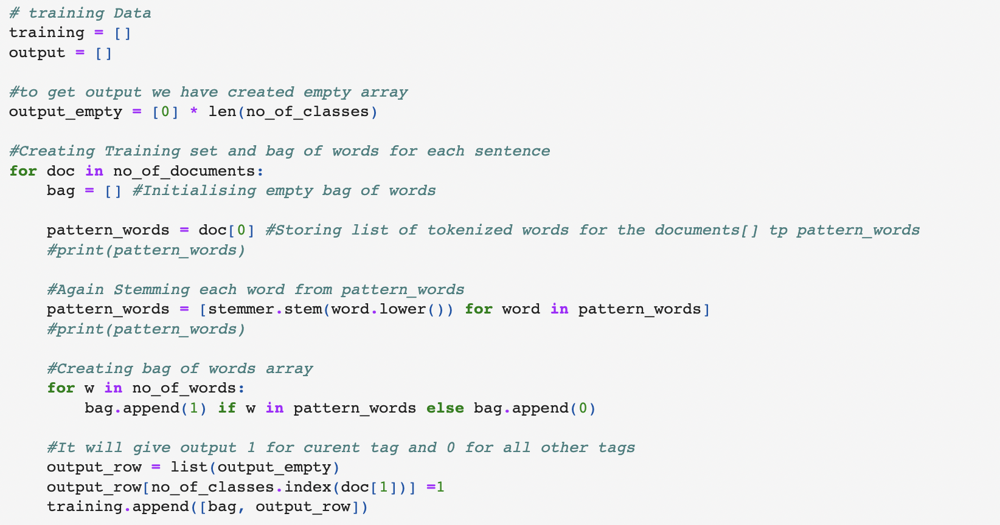 # training Data
training = []
output = []
#to get output we have created empty array
output_empty = [0] * len(no_of_classes)
#Creating Training set and bag of words for each sentence
for doc in no_of_documents:
    bag = [] #Initialising empty bag of words
    pattern_words = doc[0] #Storing list of tokenized words for the documents[] tp pattern_words
    #print(pattern_words)
    #Again Stemming each word from pattern_words
    pattern_words = [stemmer.stem(word.lower()) for word in pattern_words]
    #print(pattern_words)
    #Creating bag of words array
    for w in no_of_words:
        bag.append(1) if w in pattern_words else bag.append(0)
    #It will give output 1 for curent tag and 0 for all other tags
    output_row = list(output_empty)
    output_row[no_of_classes.index(doc[1])] =1
    training.append([bag, output_row])